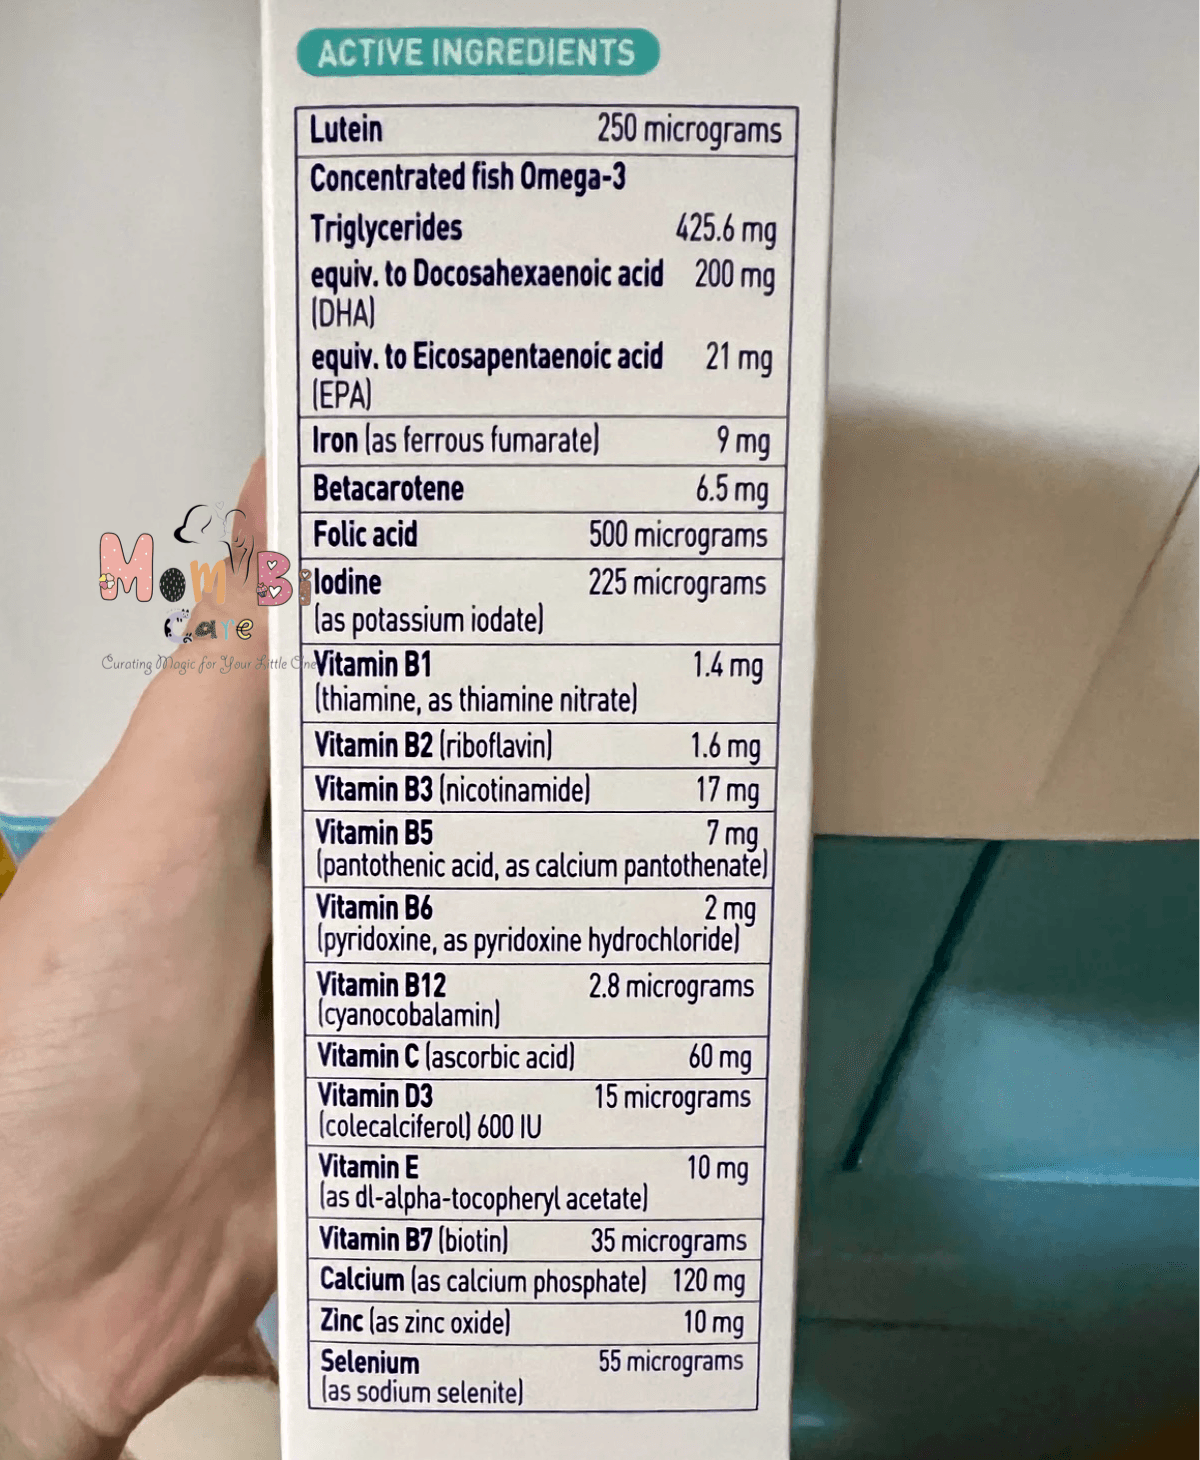 ACTIVE INGREDIENTS
Lutein 250 micrograms
Concentrated fish Omega-3
Triglycerides 425.6 mg
equiv. to Docosahexaenoic acid 200 mg
(DHA)
equiv. to Eicosapentaenoic acid 21 mg
(EPA)
Iron (as ferrous fumarate) 9 mg
Betacarotene 6.5 mg
Folic acid 500 micrograms
Iodine 225 micrograms
(as potassium iodate)
Vitamin B1 1.4 mg
(thiamine, as thiamine nitrate)
Vitamin B2 (riboflavin) 1.6 mg
Vitamin B3 (nicotinamide) 17 mg
Vitamin B5 7 mg
(pantothenic acid, as calcium pantothenate)
Vitamin B6 2 mg
(pyridoxine, as pyridoxine hydrochloride)
Vitamin B12 2.8 micrograms
(cyanocobalamin)
Vitamin C (ascorbic acid) 60 mg
Vitamin D3 15 micrograms
(colecalciferol) 600 IU
Vitamin E 10 mg
(as dl-alpha-tocopheryl acetate)
Vitamin B7 (biotin) 35 micrograms
Calcium (as calcium phosphate) 120 mg
Zinc (as zinc oxide) 10 mg
Selenium 55 micrograms
(as sodium selenite)
Mom Bi
Care
Curating Magic for Your Little One